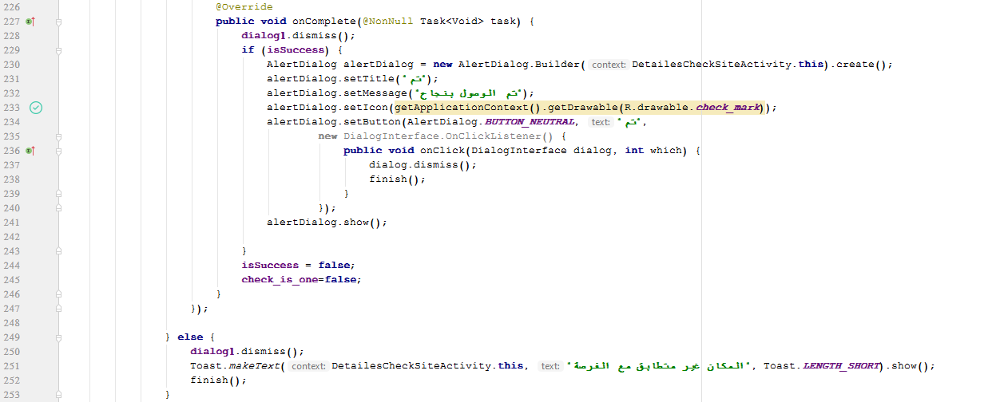 226 @Override
227 public void onComplete(@NonNull Task<Void> task) {
228 dialog1.dismiss();
229 if (isSuccess) {
230 AlertDialog alertDialog = new AlertDialog.Builder( context: DetailesCheckSiteActivity.this).create();
231 alertDialog.setTitle("تم");
232 alertDialog.setMessage("تم الوصول بنجاح");
233 alertDialog.setIcon(getApplicationContext().getDrawable(R.drawable.check_mark));
234 alertDialog.setButton(AlertDialog.BUTTON_NEUTRAL, text: "تم",
235 new DialogInterface.OnClickListener() {
236 public void onClick(DialogInterface dialog, int which) {
237 dialog.dismiss();
238 finish();
239 }
240 });
241 alertDialog.show();
242
243 }
244 isSuccess = false;
245 check_is_one=false;
246 }
247 });
248
249 } else {
250 dialog1.dismiss();
251 Toast.makeText( context: DetailesCheckSiteActivity.this, text: "المكان غير متطابق مع الفرصة", Toast.LENGTH_SHORT).show();
252 finish();
253 }